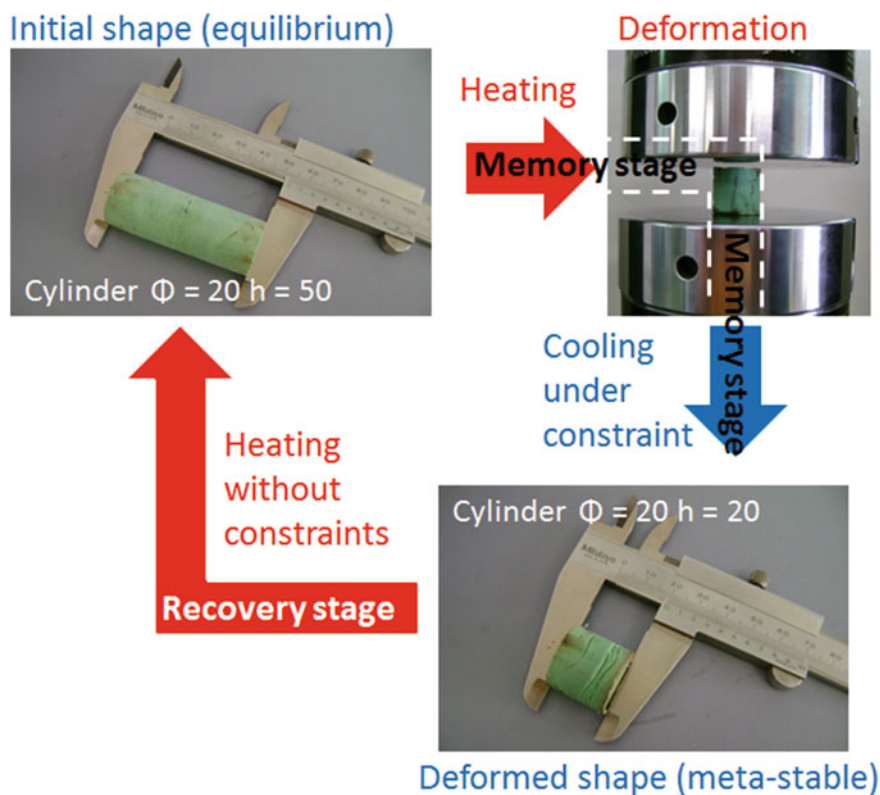 Initial shape (equilibrium)
Deformation
Heating
Memory stage
Cylinder Φ = 20 h = 50
Memory stage
Cooling
under
constraint
Heating
without
constraints
Recovery stage
Cylinder Φ = 20 h = 20
Mitutoyo
Deformed shape (meta-stable)